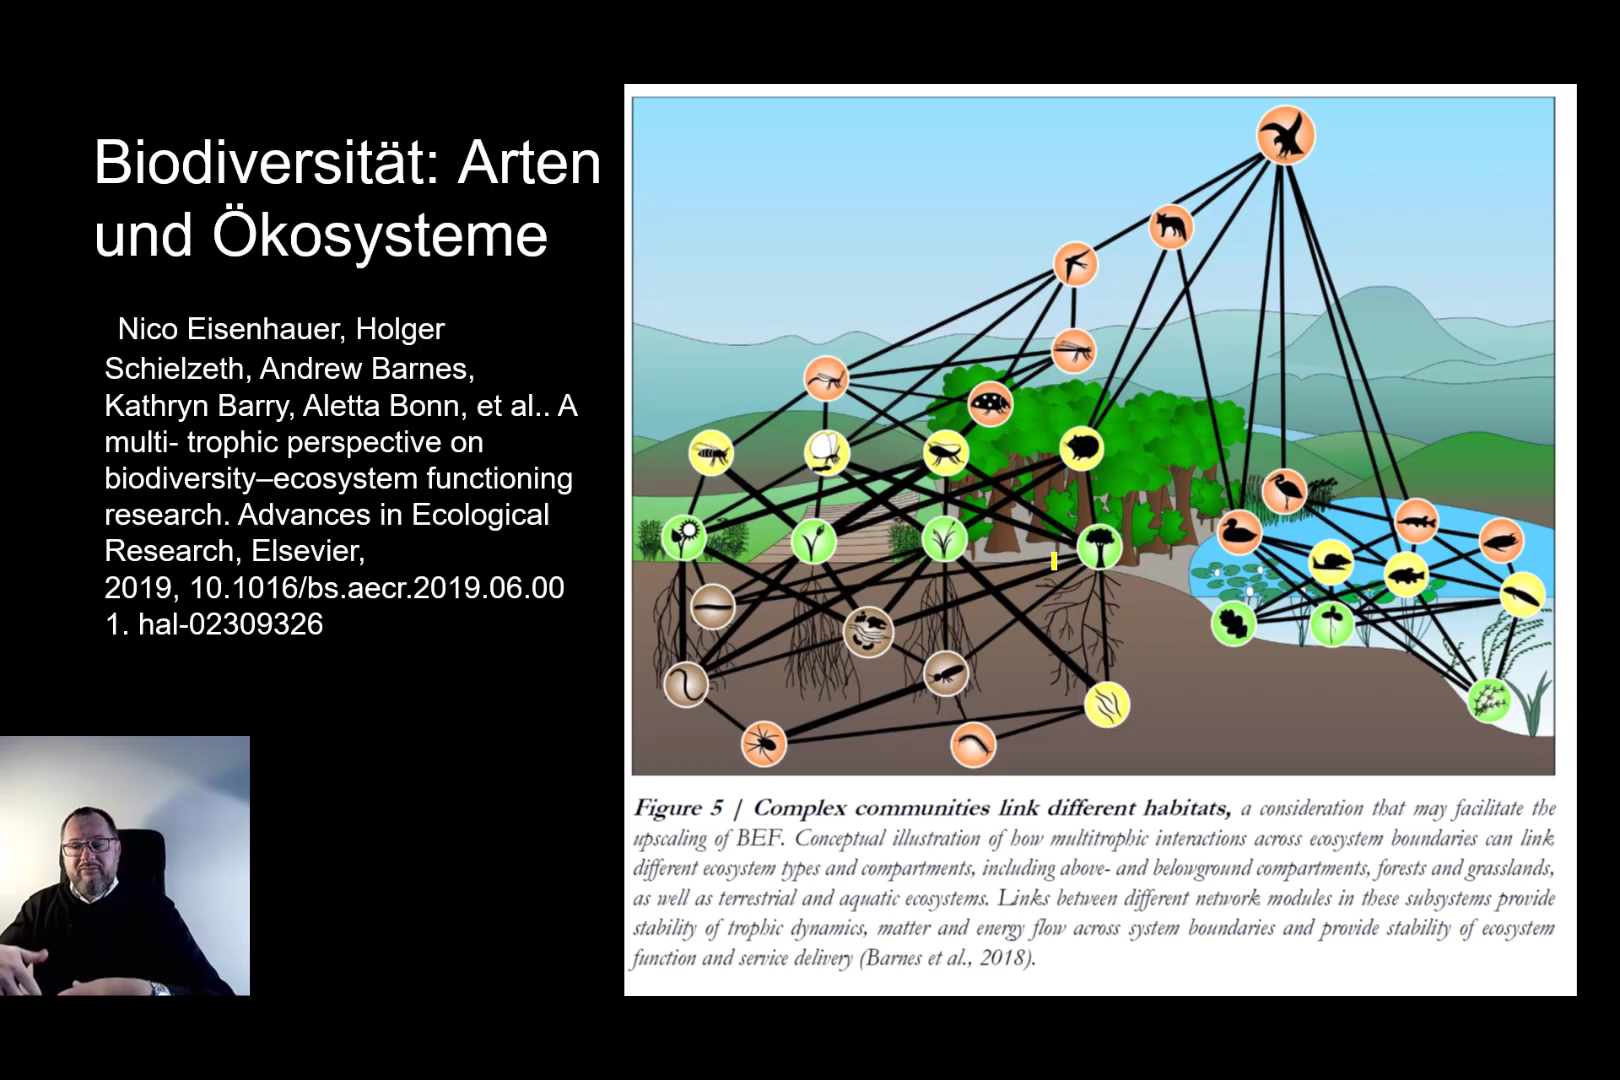 Biodiversität: Arten
und Ökosysteme
Nico Eisenhauer, Holger
Schielzeth, Andrew Barnes,
Kathryn Barry, Aletta Bonn, et al.. A
multi- trophic perspective on
biodiversity–ecosystem functioning
research. Advances in Ecological
Research, Elsevier,
2019, 10.1016/bs.aecr.2019.06.00
1. hal-02309326
Figure 5 | Complex communities link different habitats, a consideration that may facilitate the
upscaling of BEF. Conceptual illustration of how multitrophic interactions across ecosystem boundaries can link
different ecosystem types and compartments, including above- and belowground compartments, forests and grasslands,
as well as terrestrial and aquatic ecosystems. Links between different network modules in these subsystems provide
stability of trophic dynamics, matter and energy flow across system boundaries and provide stability of ecosystem
function and service delivery (Barnes et al., 2018).